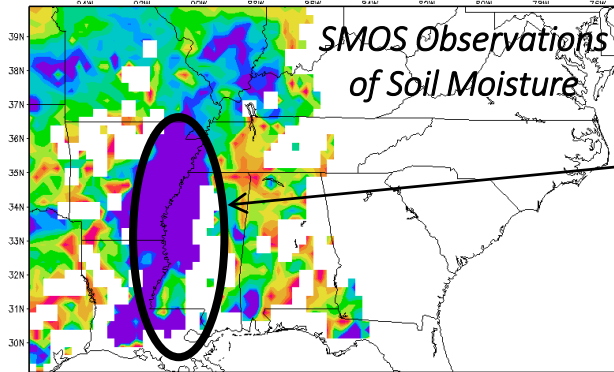 SMOS Observations
of Soil Moisture
39N
38N
37N
36N
35N
34N
33N
32N
31N
30N